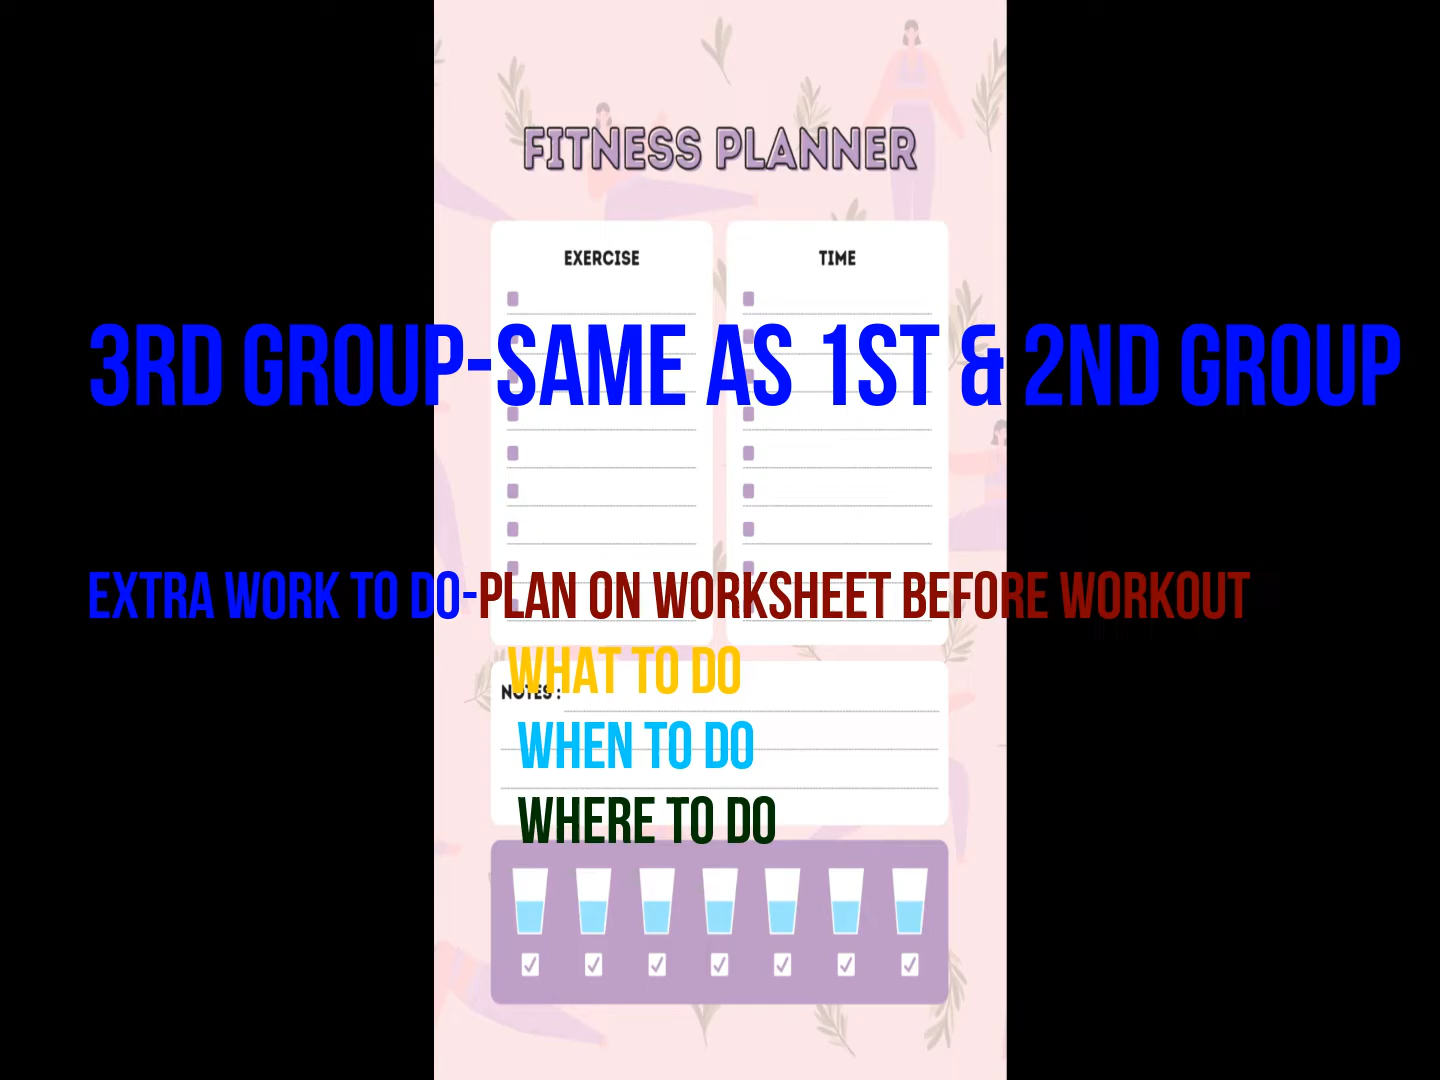 FITNESS PLANNER
EXERCISE
TIME
3RD GROUP-SAME AS 1ST & 2ND GROUP
EXTRA WORK TO DO-PLAN ON WORKSHEET BEFORE WORKOUT
WHAT TO DO
NOTES :
WHEN TO DO
WHERE TO DO